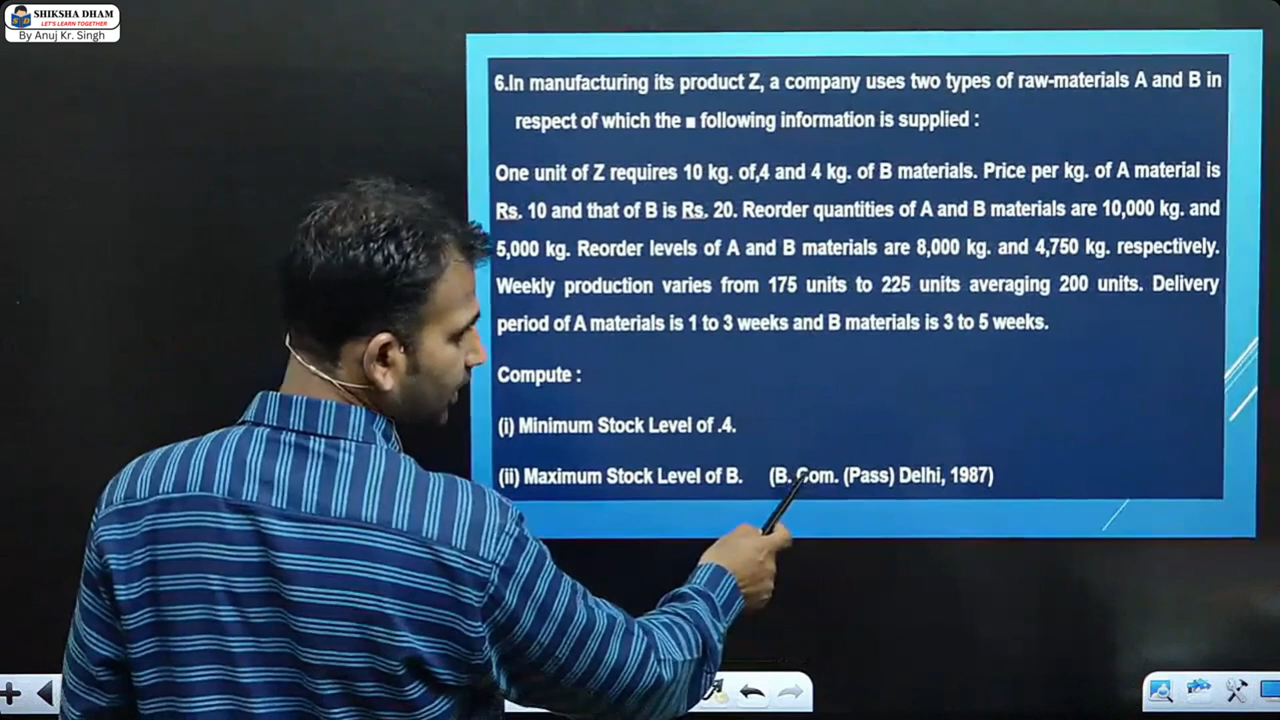 SHIKSHA DHAM
LET'S LEARN TOGETHER
By Anuj Kr. Singh
6.In manufacturing its product Z, a company uses two types of raw-materials A and B in
respect of which the ■ following information is supplied :
One unit of Z requires 10 kg. of,4 and 4 kg. of B materials. Price per kg. of A material is
Rs. 10 and that of B is Rs. 20. Reorder quantities of A and B materials are 10,000 kg. and
5,000 kg. Reorder levels of A and B materials are 8,000 kg. and 4,750 kg. respectively.
Weekly production varies from 175 units to 225 units averaging 200 units. Delivery
period of A materials is 1 to 3 weeks and B materials is 3 to 5 weeks.
Compute :
(i) Minimum Stock Level of .4.
(ii) Maximum Stock Level of B. (B. Com. (Pass) Delhi, 1987)